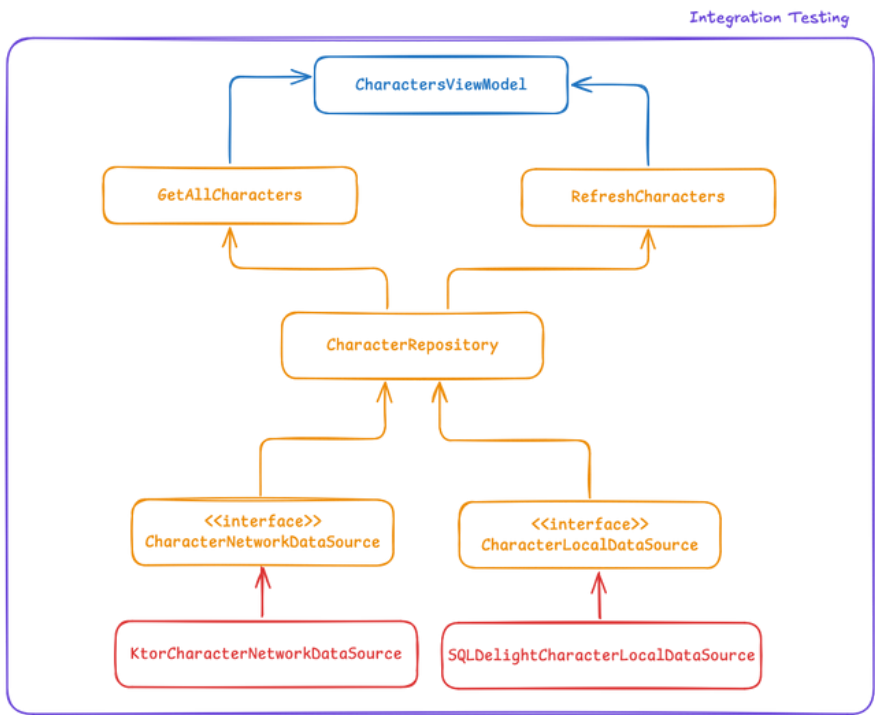 Integration Testing
CharactersViewModel
GetAllCharacters
RefreshCharacters
CharacterRepository
<<interface>>
CharacterNetworkDataSource
<<interface>>
CharacterLocalDataSource
KtorCharacterNetworkDataSource
SQLDelightCharacterLocalDataSource